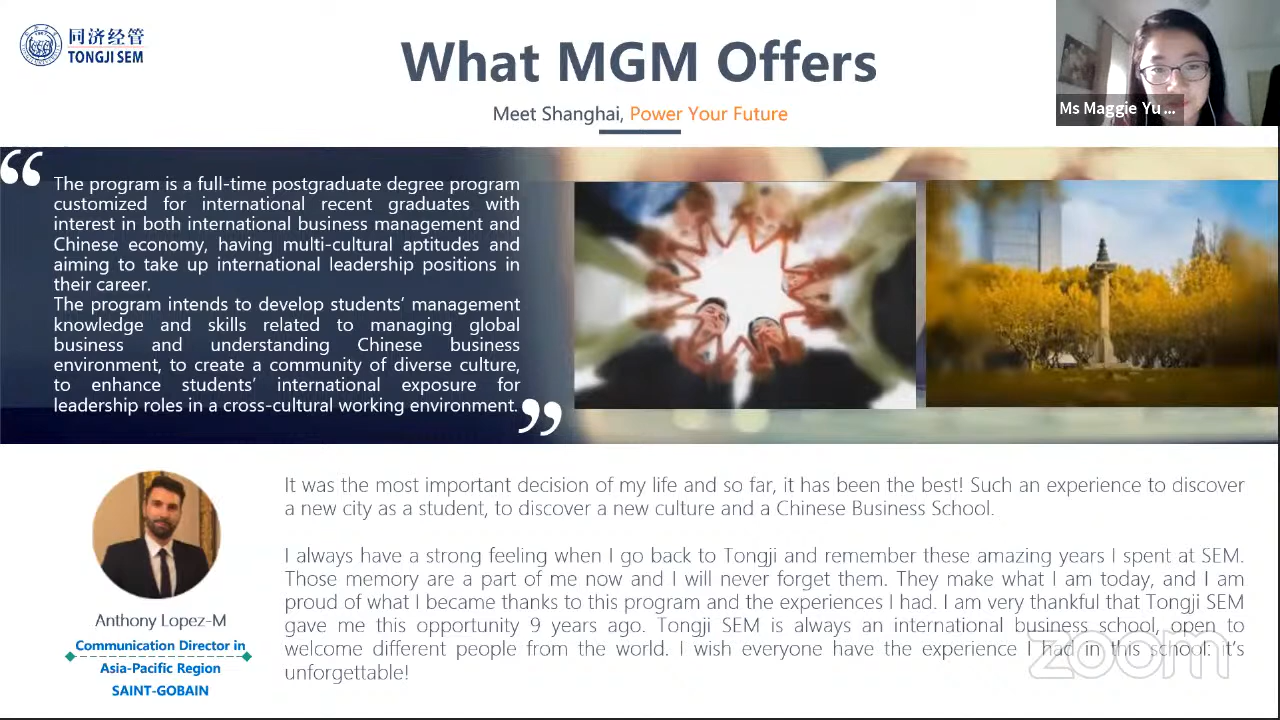 同济经管
TONGJI SEM
What MGM Offers
Meet Shanghai, Power Your Future
Ms Maggie Yu ...
“
The program is a full-time postgraduate degree program
customized for international recent graduates with
interest in both international business management and
Chinese economy, having multi-cultural aptitudes and
aiming to take up international leadership positions in
their career.
The program intends to develop students’ management
knowledge and skills related to managing global
business and understanding Chinese business
environment, to create a community of diverse culture,
to enhance students’ international exposure for
leadership roles in a cross-cultural working environment.
”
Anthony Lopez-M
Communication Director in
Asia-Pacific Region
SAINT-GOBAIN
It was the most important decision of my life and so far, it has been the best! Such an experience to discover
a new city as a student, to discover a new culture and a Chinese Business School.
I always have a strong feeling when I go back to Tongji and remember these amazing years I spent at SEM.
Those memory are a part of me now and I will never forget them. They make what I am today, and I am
proud of what I became thanks to this program and the experiences I had. I am very thankful that Tongji SEM
gave me this opportunity 9 years ago. Tongji SEM is always an international business school, open to
welcome different people from the world. I wish everyone have the experience I had in this school. it’s
unforgettable!
zoom